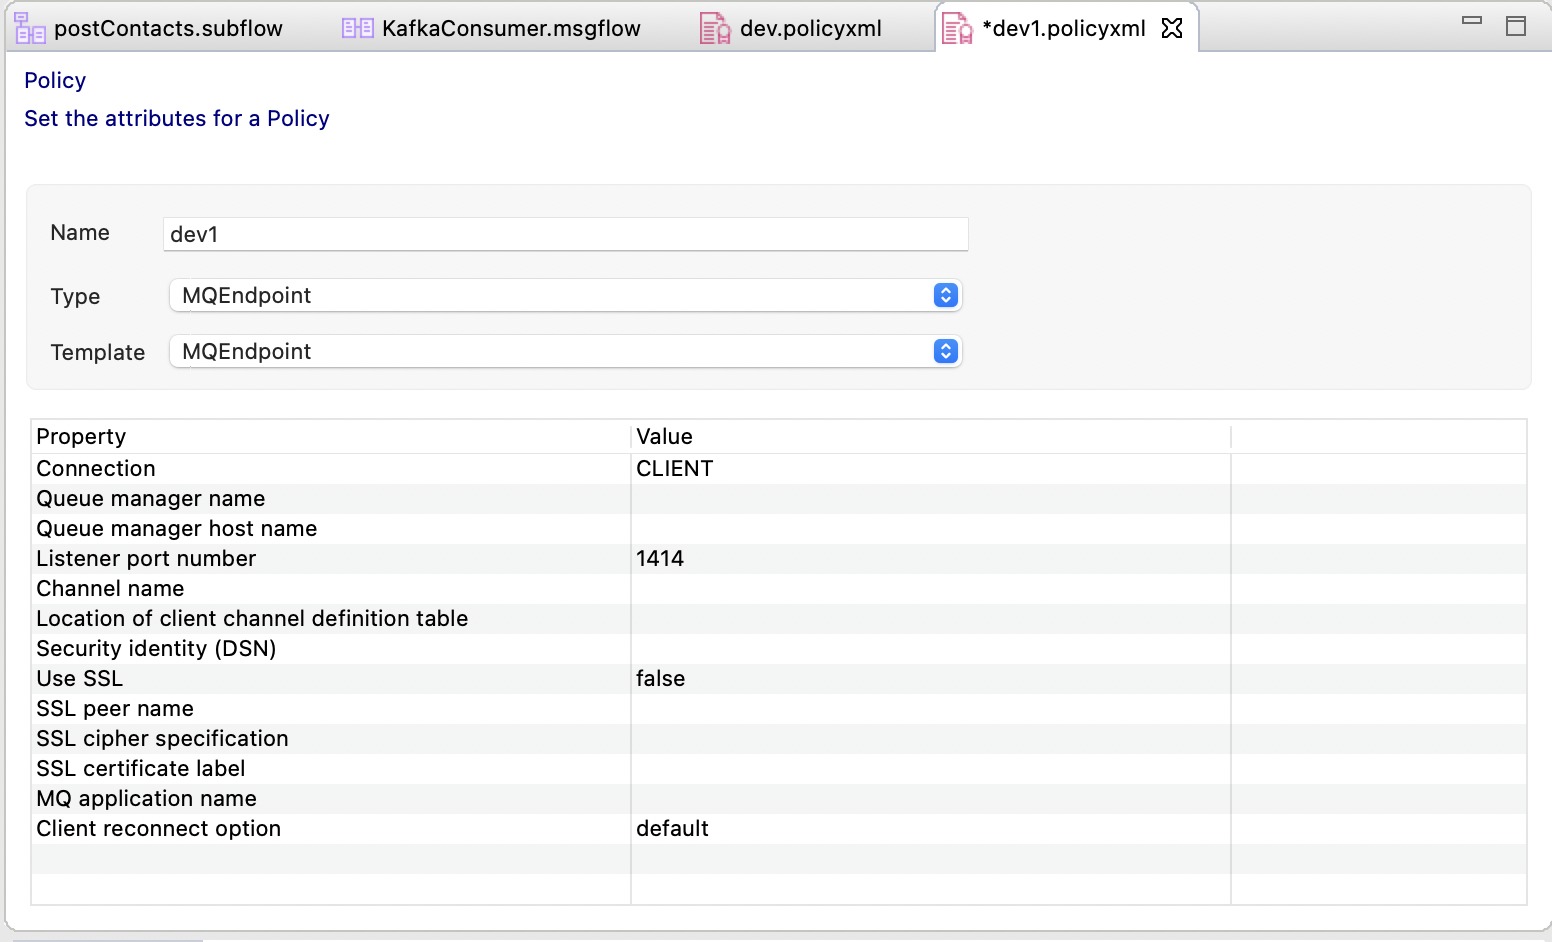 postContacts.subflow KafkaConsumer.msgflow dev.policyxml *dev1.policyxml
Policy
Set the attributes for a Policy
Name dev1
Type MQEndpoint
Template MQEndpoint
Property Value
Connection CLIENT
Queue manager name
Queue manager host name
Listener port number 1414
Channel name
Location of client channel definition table
Security identity (DSN)
Use SSL false
SSL peer name
SSL cipher specification
SSL certificate label
MQ application name
Client reconnect option default